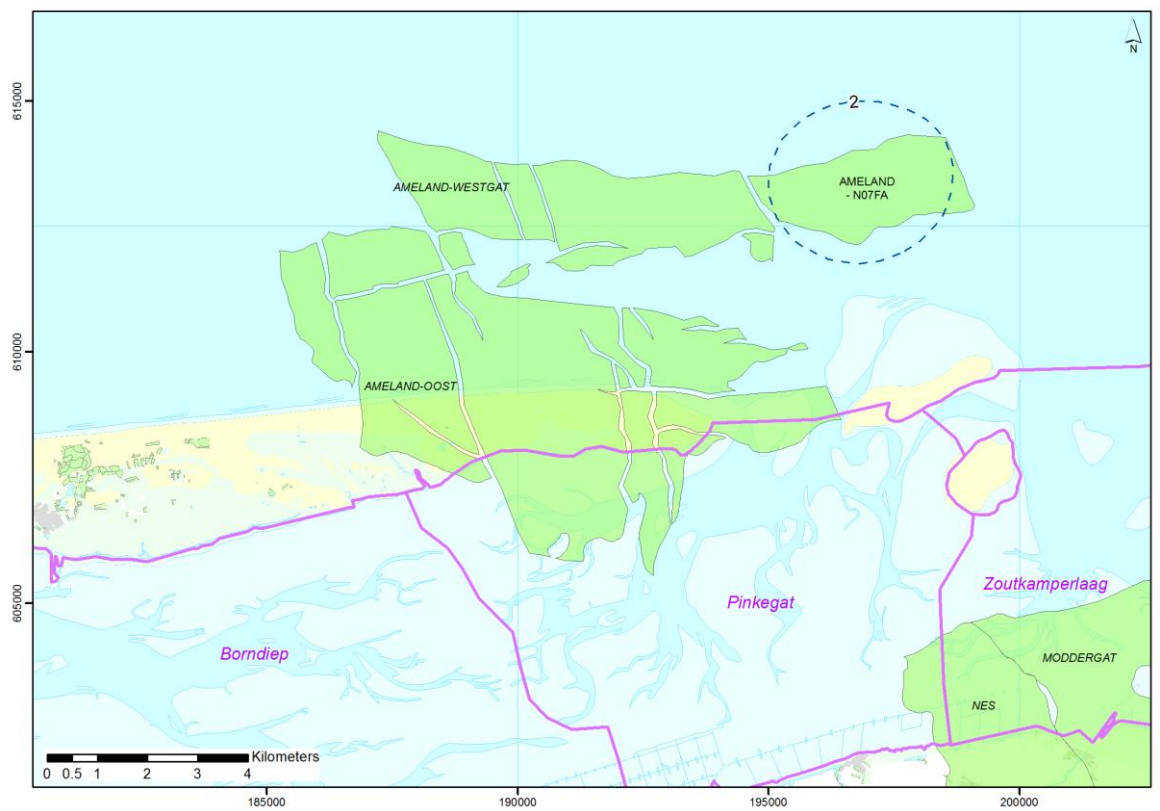 N
615000
2
AMELAND-WESTGAT
AMELAND
- N07FA
610000
AMELAND-OOST
605000
Pinkegat
Zoutkamperlaag
Borndiep
MODDERGAT
NES
Kilometers
0 0.5 1 2 3 4
185000 190000 195000 200000